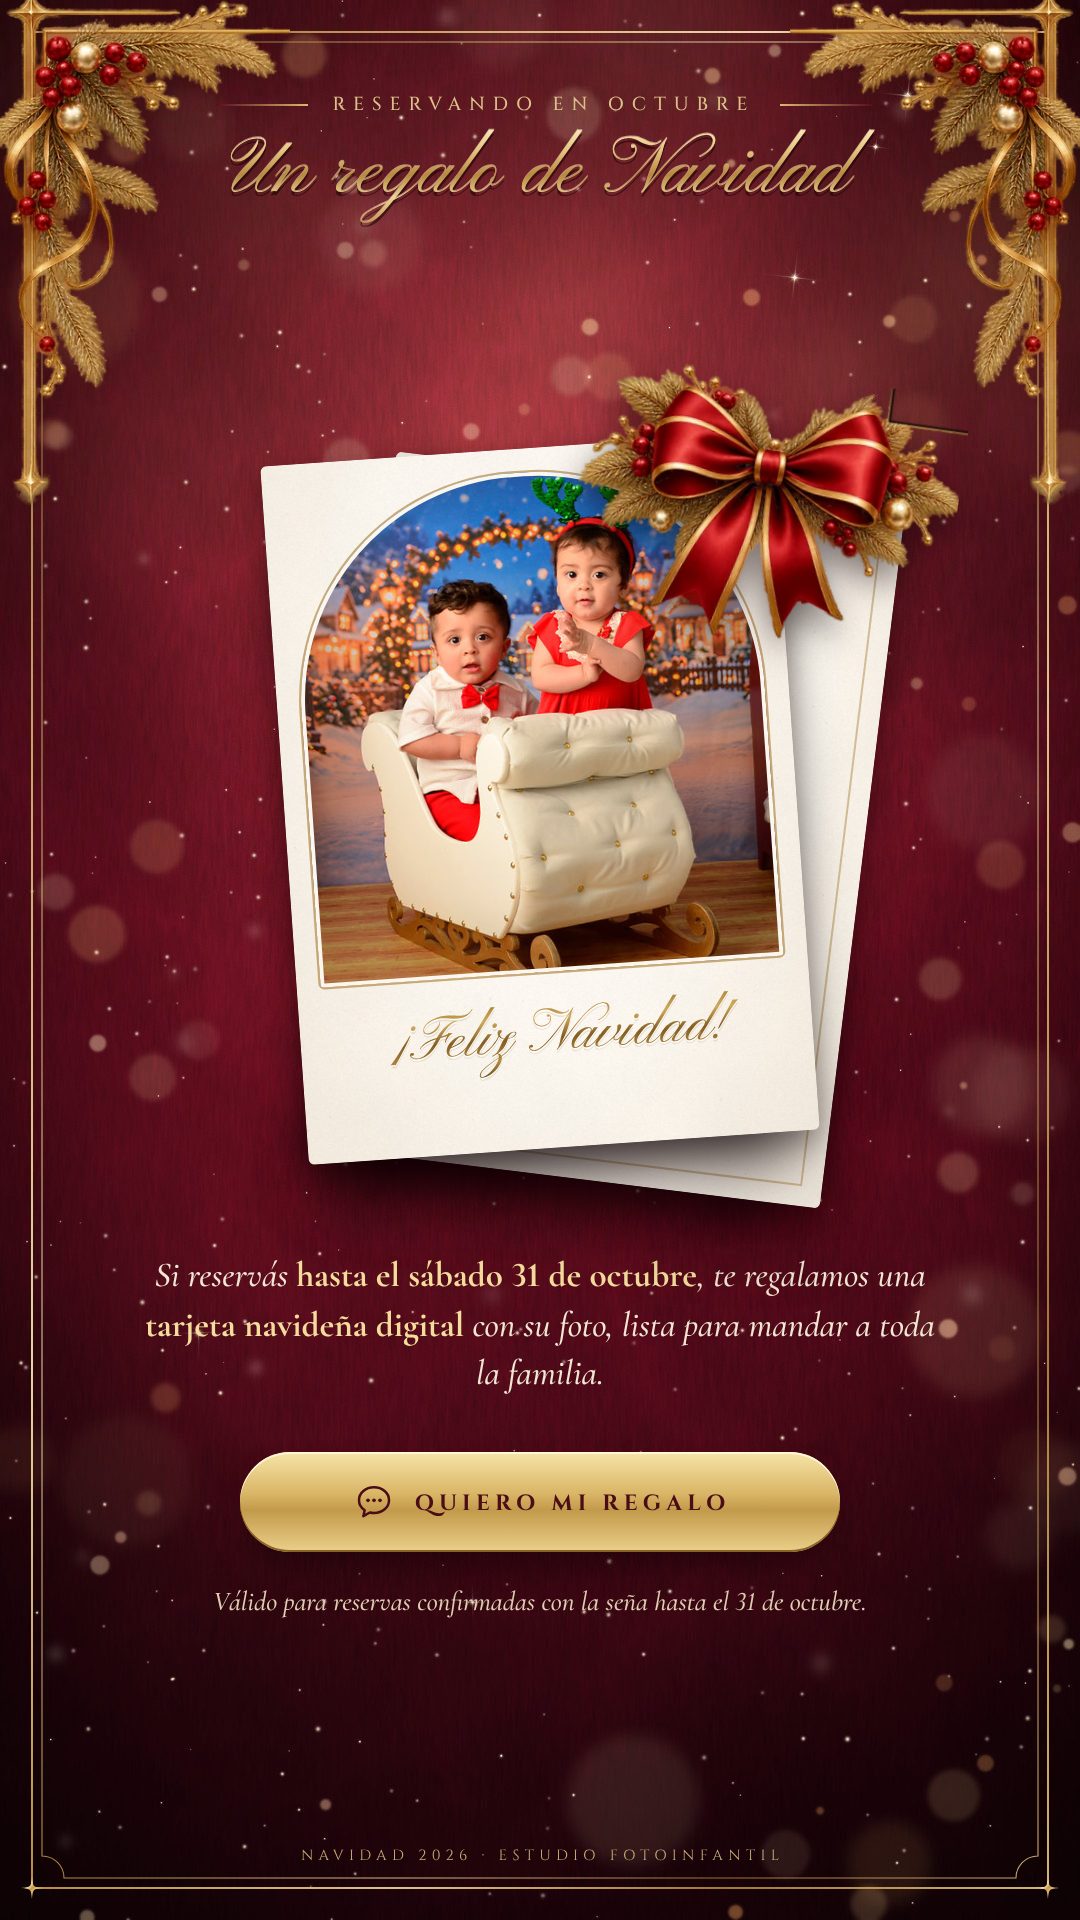 RESERVANDO EN OCTUBRE
Un regalo de Navidad
¡Feliz Navidad!
Si reservás hasta el sábado 31 de octubre, te regalamos una
tarjeta navideña digital con su foto, lista para mandar a toda
la familia.
QUIERO MI REGALO
Válido para reservas confirmadas con la seña hasta el 31 de octubre.
NAVIDAD 2026 · ESTUDIO FOTOINFANTIL